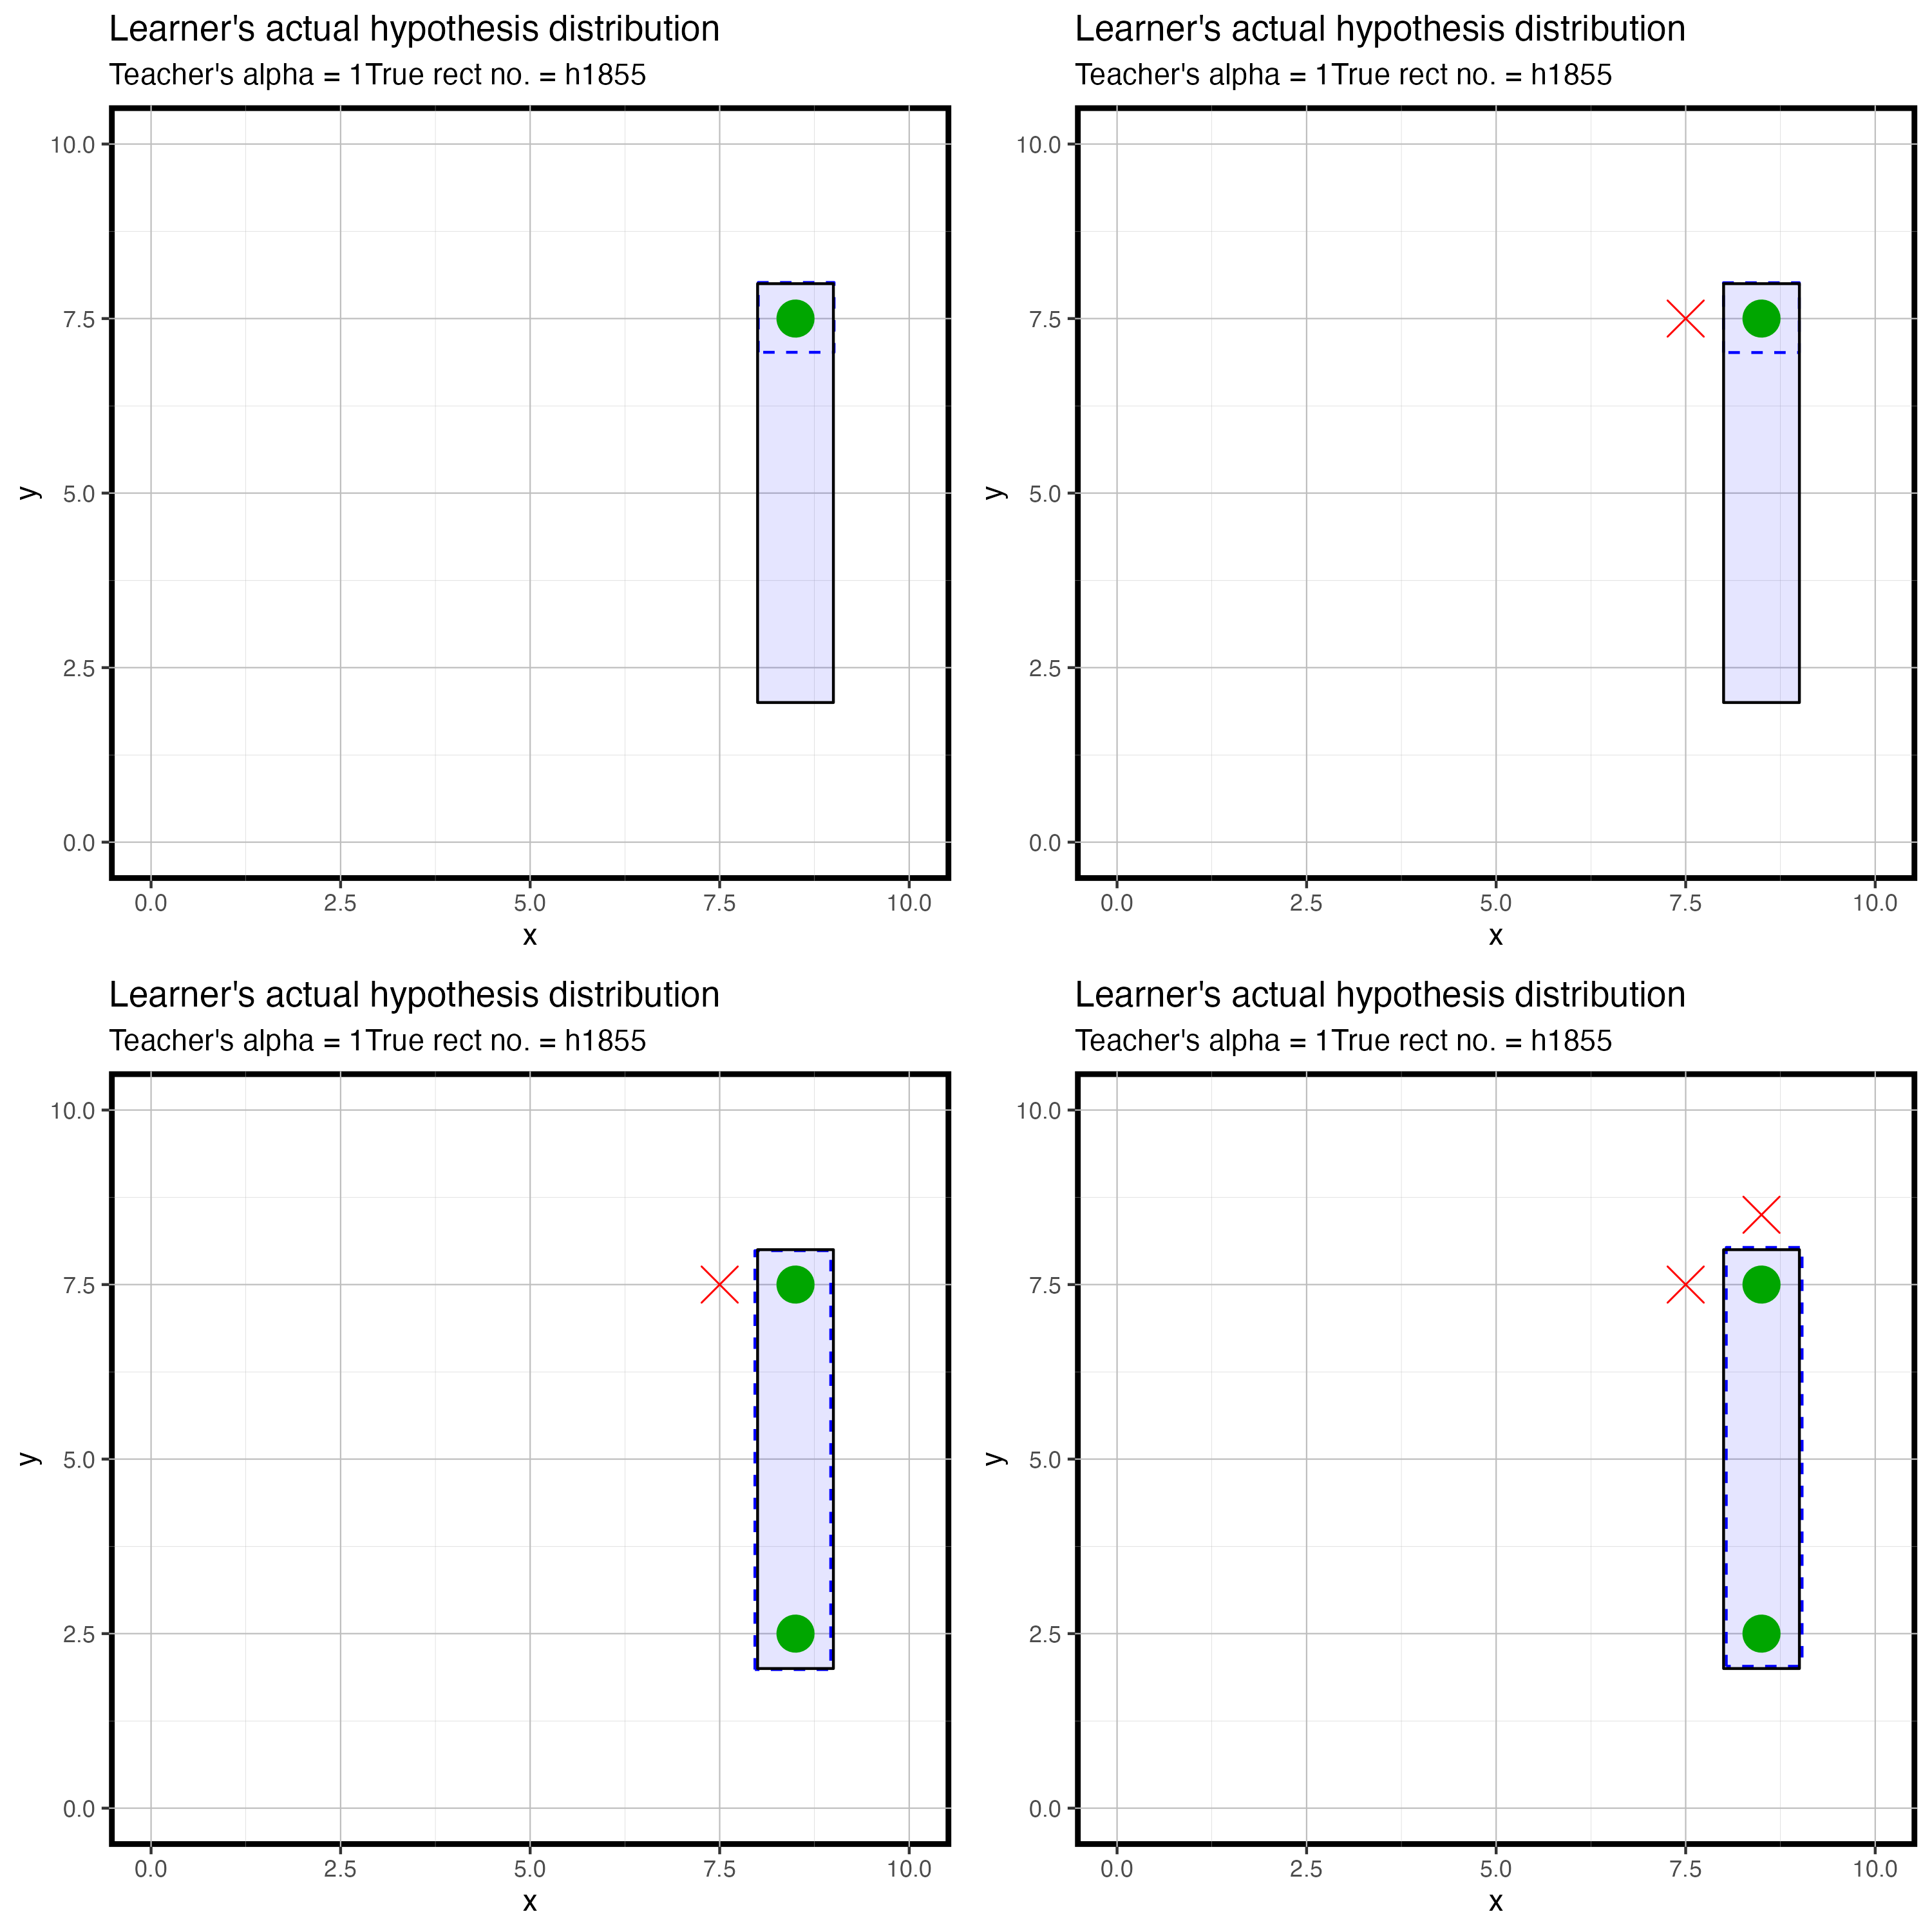 Learner's actual hypothesis distribution
Teacher's alpha = 1True rect no. = h1855
10.0
7.5
5.0
2.5
0.0
y
0.0 2.5 5.0 7.5 10.0
x
Learner's actual hypothesis distribution
Teacher's alpha = 1True rect no. = h1855
10.0
7.5
5.0
2.5
0.0
y
0.0 2.5 5.0 7.5 10.0
x
Learner's actual hypothesis distribution
Teacher's alpha = 1True rect no. = h1855
10.0
7.5
5.0
2.5
0.0
y
0.0 2.5 5.0 7.5 10.0
x
Learner's actual hypothesis distribution
Teacher's alpha = 1True rect no. = h1855
10.0
7.5
5.0
2.5
0.0
y
0.0 2.5 5.0 7.5 10.0
x